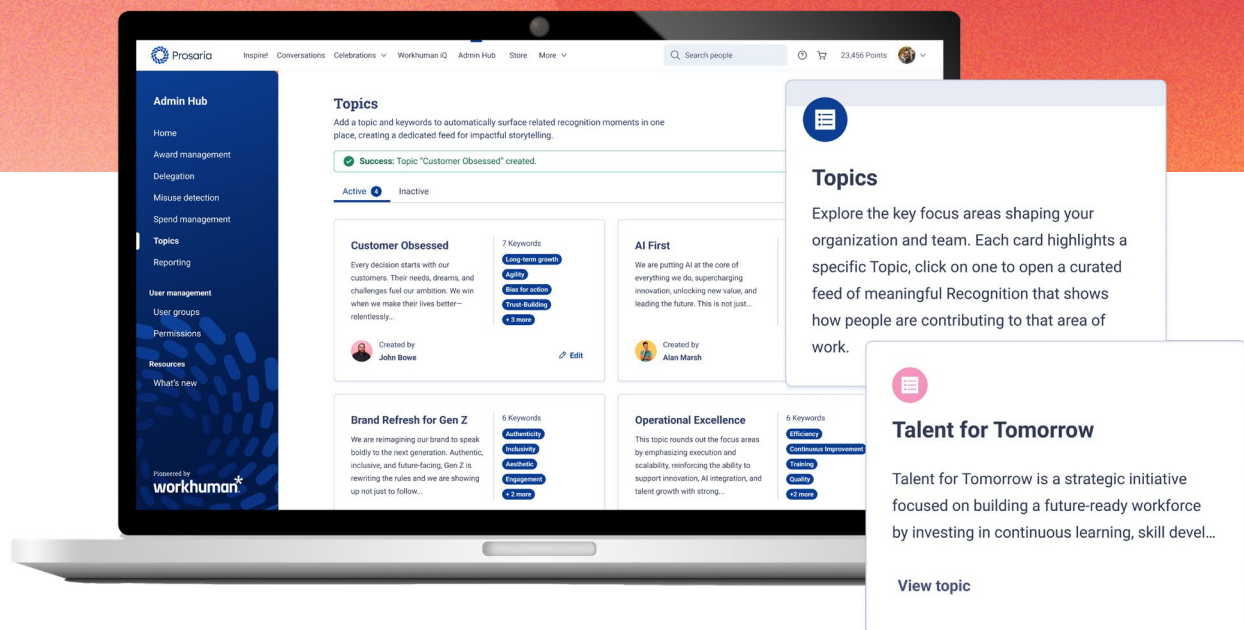 Prosaria
Inspire! Conversations Celebrations Workhuman iQ Admin Hub Store More
Search people
23,456 Points
Admin Hub
Home
Award management
Delegation
Misuse detection
Spend management
Topics
Reporting
User management
User groups
Permissions
Resources
What's new
Pioneered by
workhuman*
Topics
Add a topic and keywords to automatically surface related recognition moments in one
place, creating a dedicated feed for impactful storytelling.
Success: Topic "Customer Obsessed" created.
Active 4 Inactive
Customer Obsessed
Every decision starts with our
customers. Their needs, dreams, and
challenges fuel our ambition. We win
when we make their lives better—
relentlessly...
7 Keywords
Long-term growth
Agility
Bias for action
Trust-Building
+ 3 more
Created by
John Bowe
Edit
AI First
We are putting AI at the core of
everything we do, supercharging
innovation, unlocking new value, and
leading the future. This is not just...
Created by
Alan Marsh
Brand Refresh for Gen Z
We are reimagining our brand to speak
boldly to the next generation. Authentic,
inclusive, and future-facing, Gen Z is
rewriting the rules and we are showing
up not just to follow...
6 Keywords
Authenticity
Inclusivity
Aesthetic
Engagement
+ 2 more
Operational Excellence
This topic rounds out the focus areas
by emphasizing execution and
scalability, reinforcing the ability to
support innovation, AI integration, and
talent growth with strong...
6 Keywords
Efficiency
Continuous Improvement
Training
Quality
+2 more
Topics
Explore the key focus areas shaping your
organization and team. Each card highlights a
specific Topic, click on one to open a curated
feed of meaningful Recognition that shows
how people are contributing to that area of
work.
Talent for Tomorrow
Talent for Tomorrow is a strategic initiative
focused on building a future-ready workforce
by investing in continuous learning, skill devel...
View topic